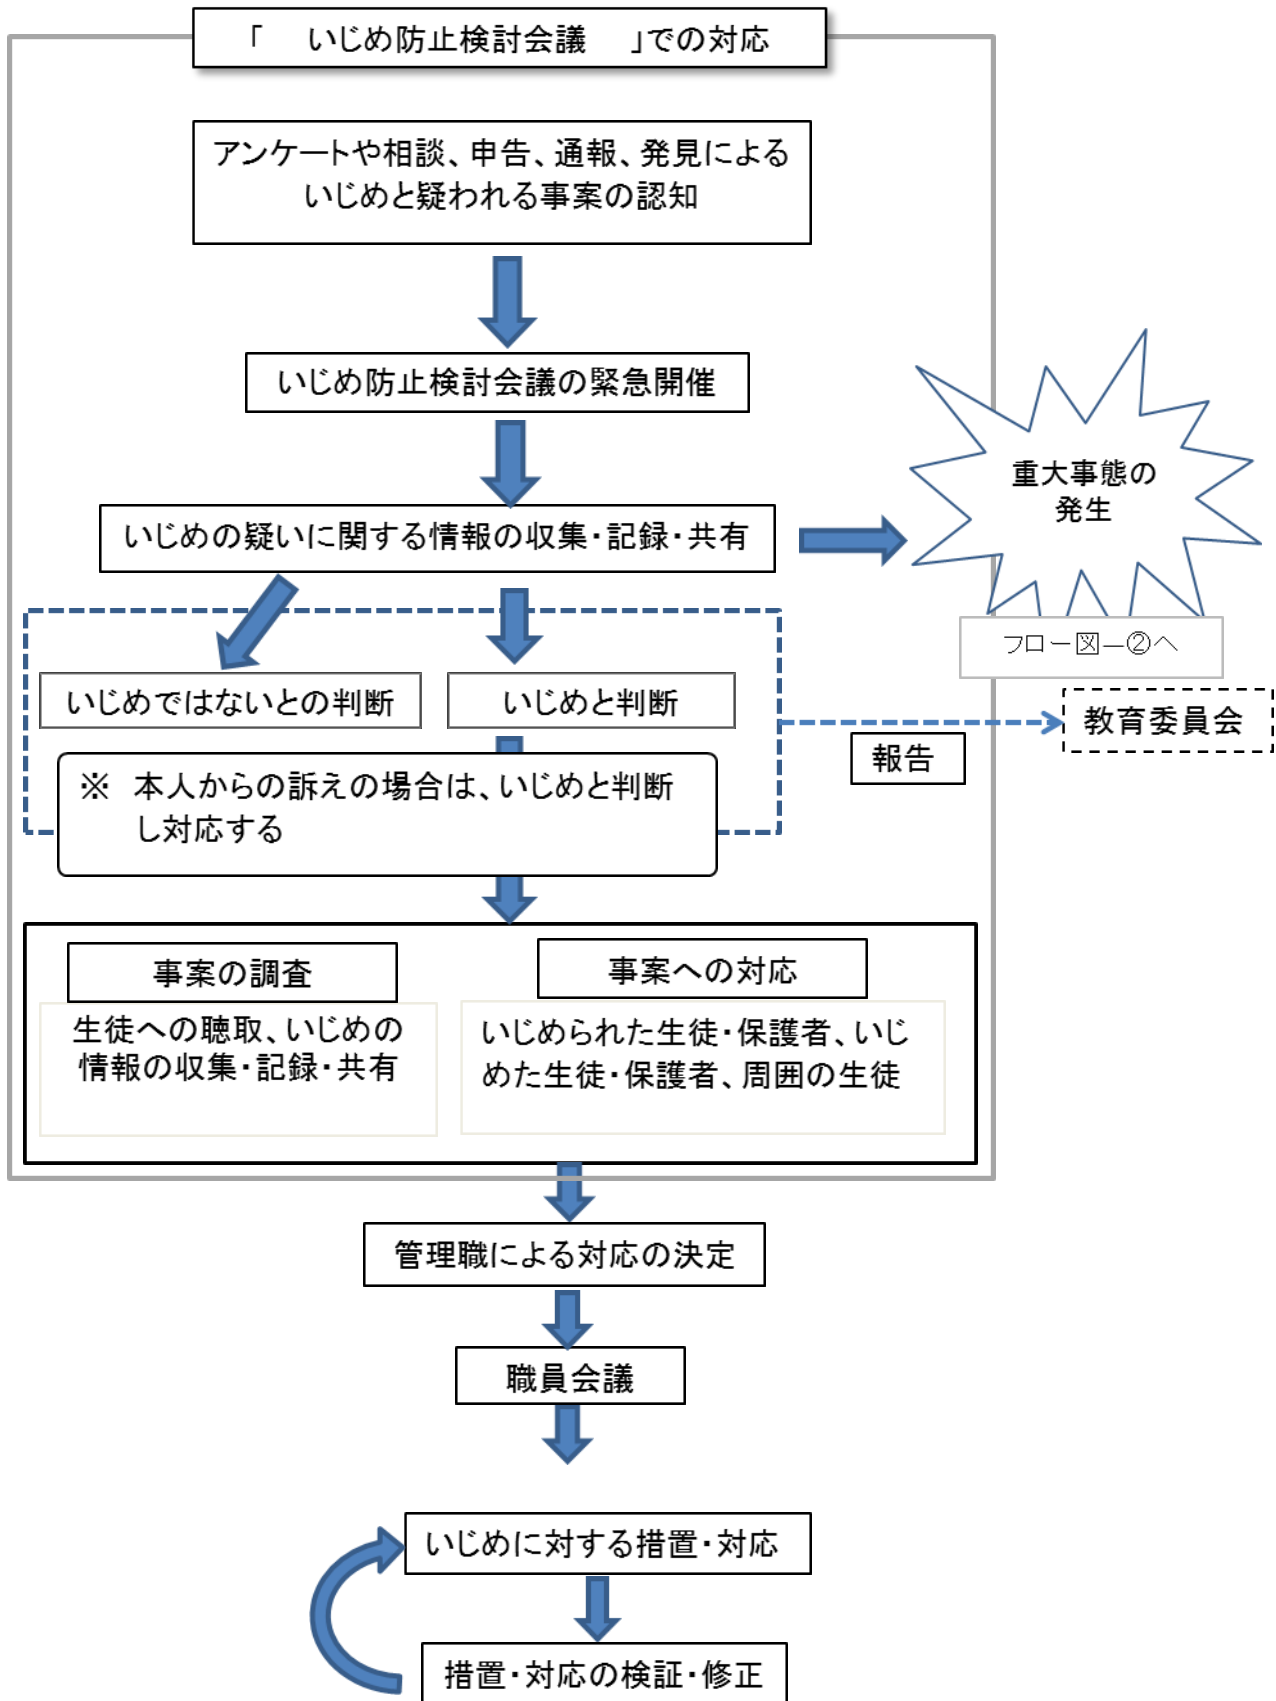 「　いじめ防止検討会議　」での対応
アンケートや相談、申告、通報、発見による
いじめと疑われる事案の認知
いじめ防止検討会議の緊急開催
いじめの疑いに関する情報の収集・記録・共有
重大事態の
発生
フロー図―②へ
いじめではないとの判断
いじめと判断
教育委員会
報告
※　本人からの訴えの場合は、いじめと判断
し対応する
事案の調査
生徒への聴取、いじめの
情報の収集・記録・共有
事案への対応
いじめられた生徒・保護者、いじ
めた生徒・保護者、周囲の生徒
管理職による対応の決定
職員会議
いじめに対する措置・対応
措置・対応の検証・修正